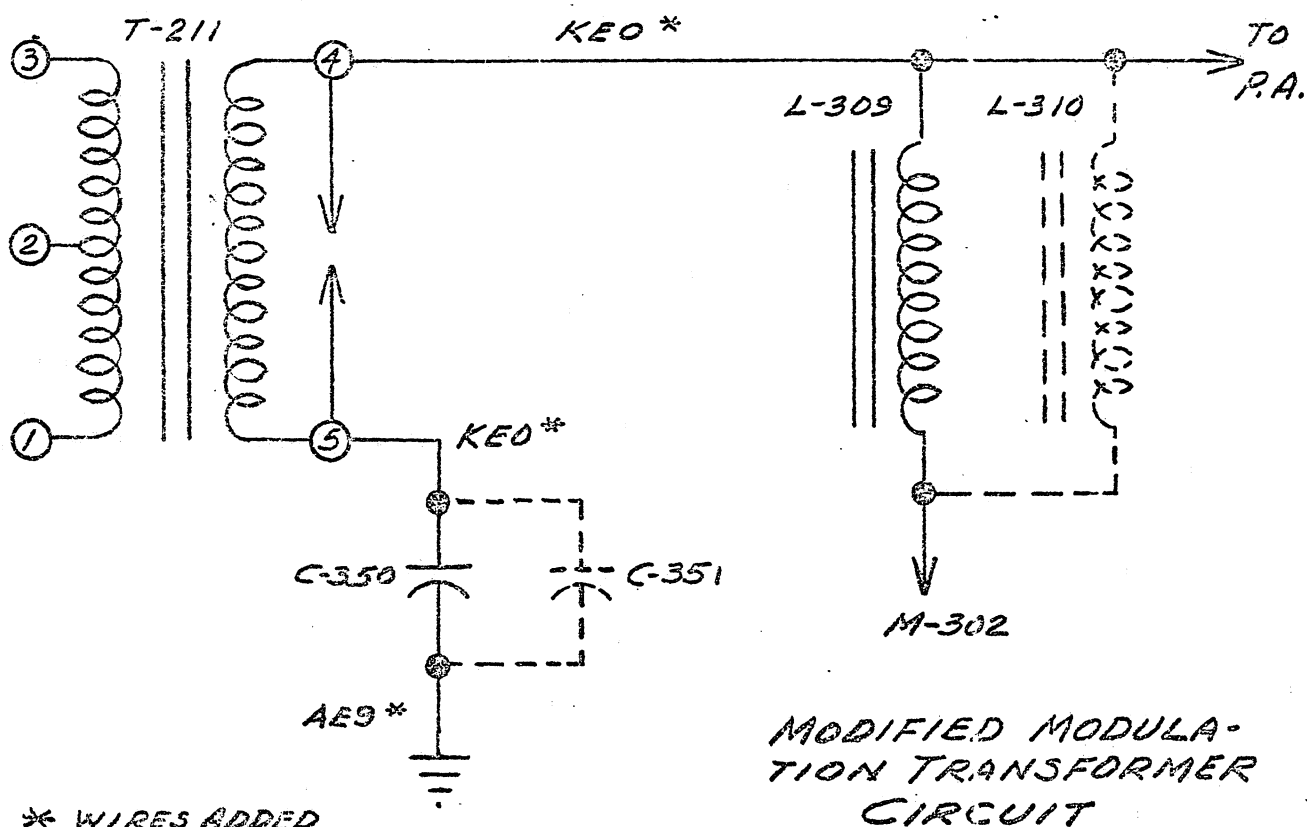 T-211
KEO *
TO
P.A.
3
4
L-309
L-310
2
1
5
KEO *
C-350
C-351
M-302
AE9 *
MODIFIED MODULA-
TION TRANSFORMER
CIRCUIT
* WIRES ADDED